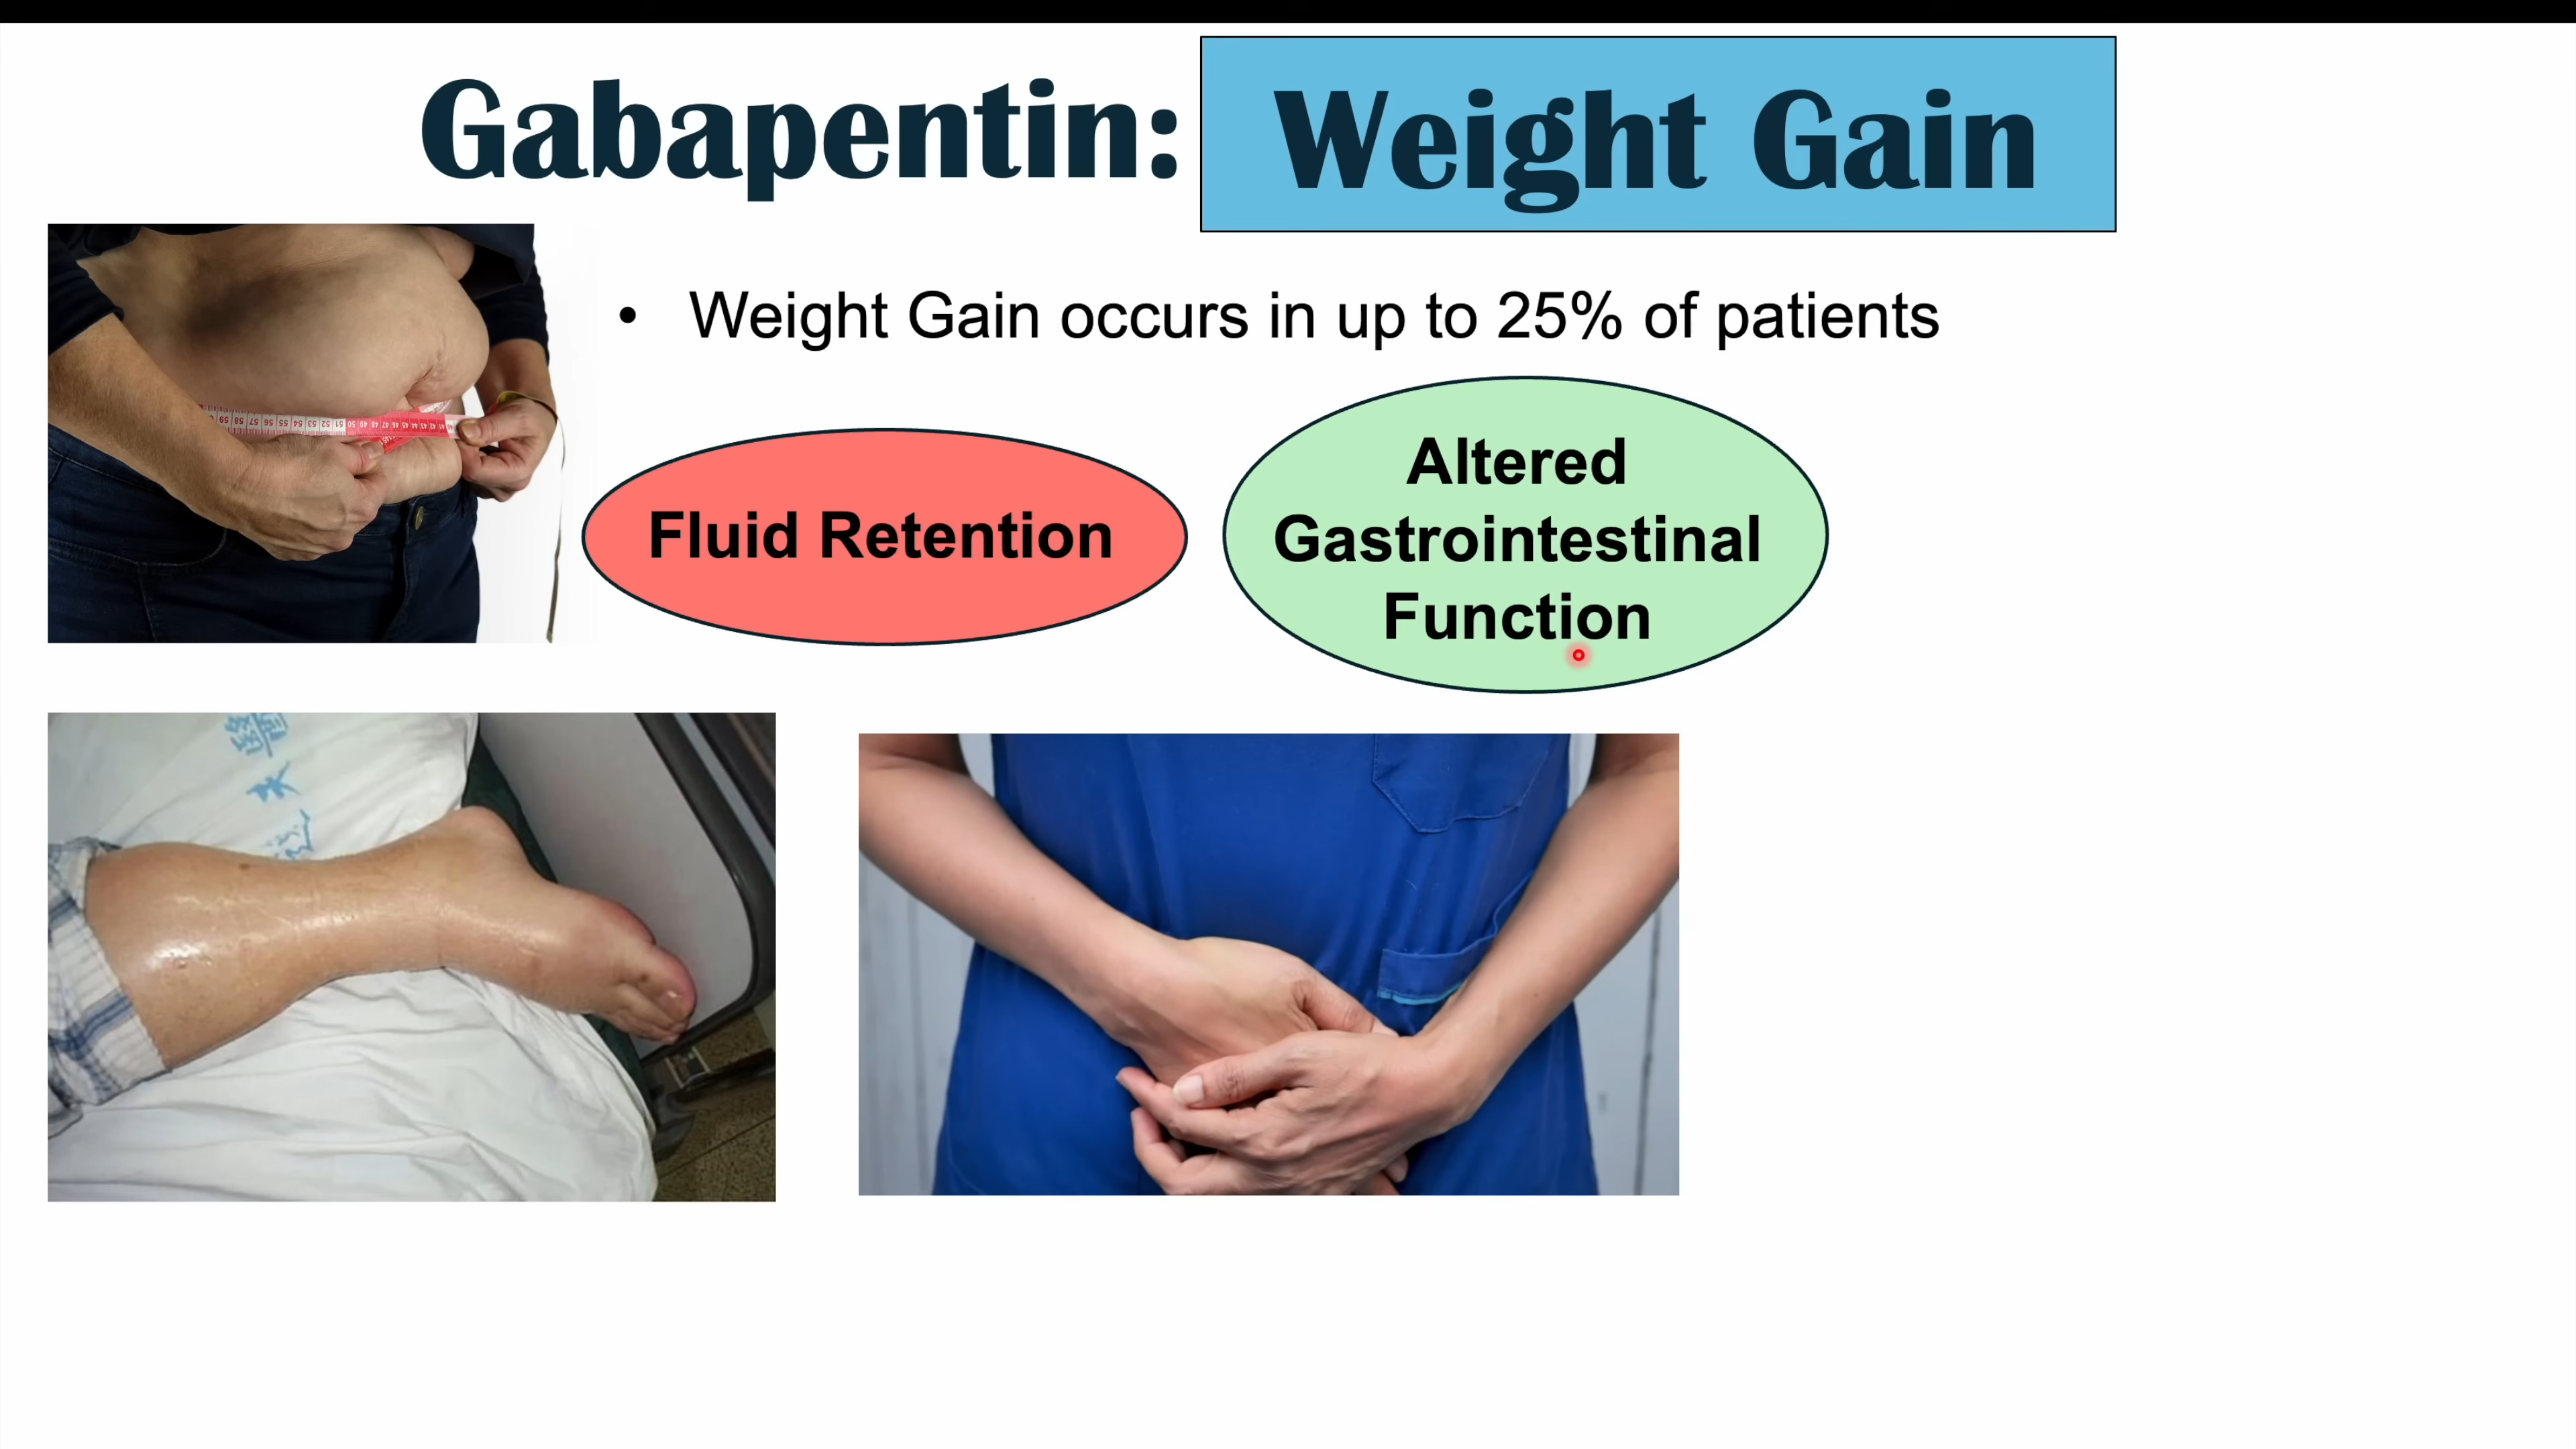 Gabapentin: Weight Gain
• Weight Gain occurs in up to 25% of patients
Fluid Retention
Altered
Gastrointestinal
Function